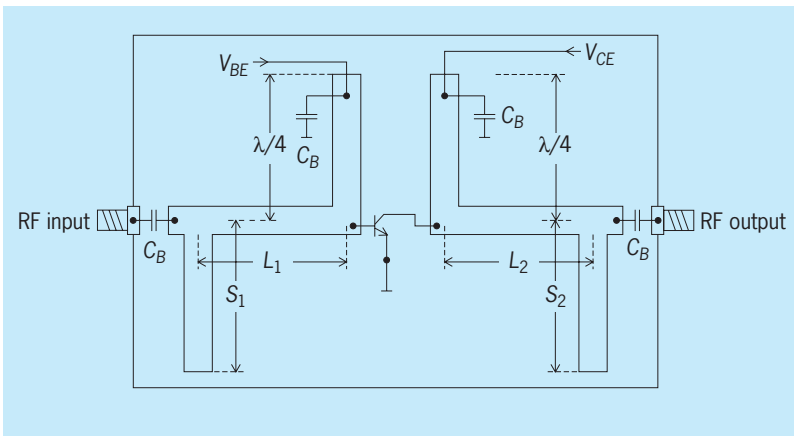 V_BE
V_CE
C_B
C_B
λ/4
λ/4
RF input
C_B
L_1
S_1
L_2
S_2
C_B
RF output